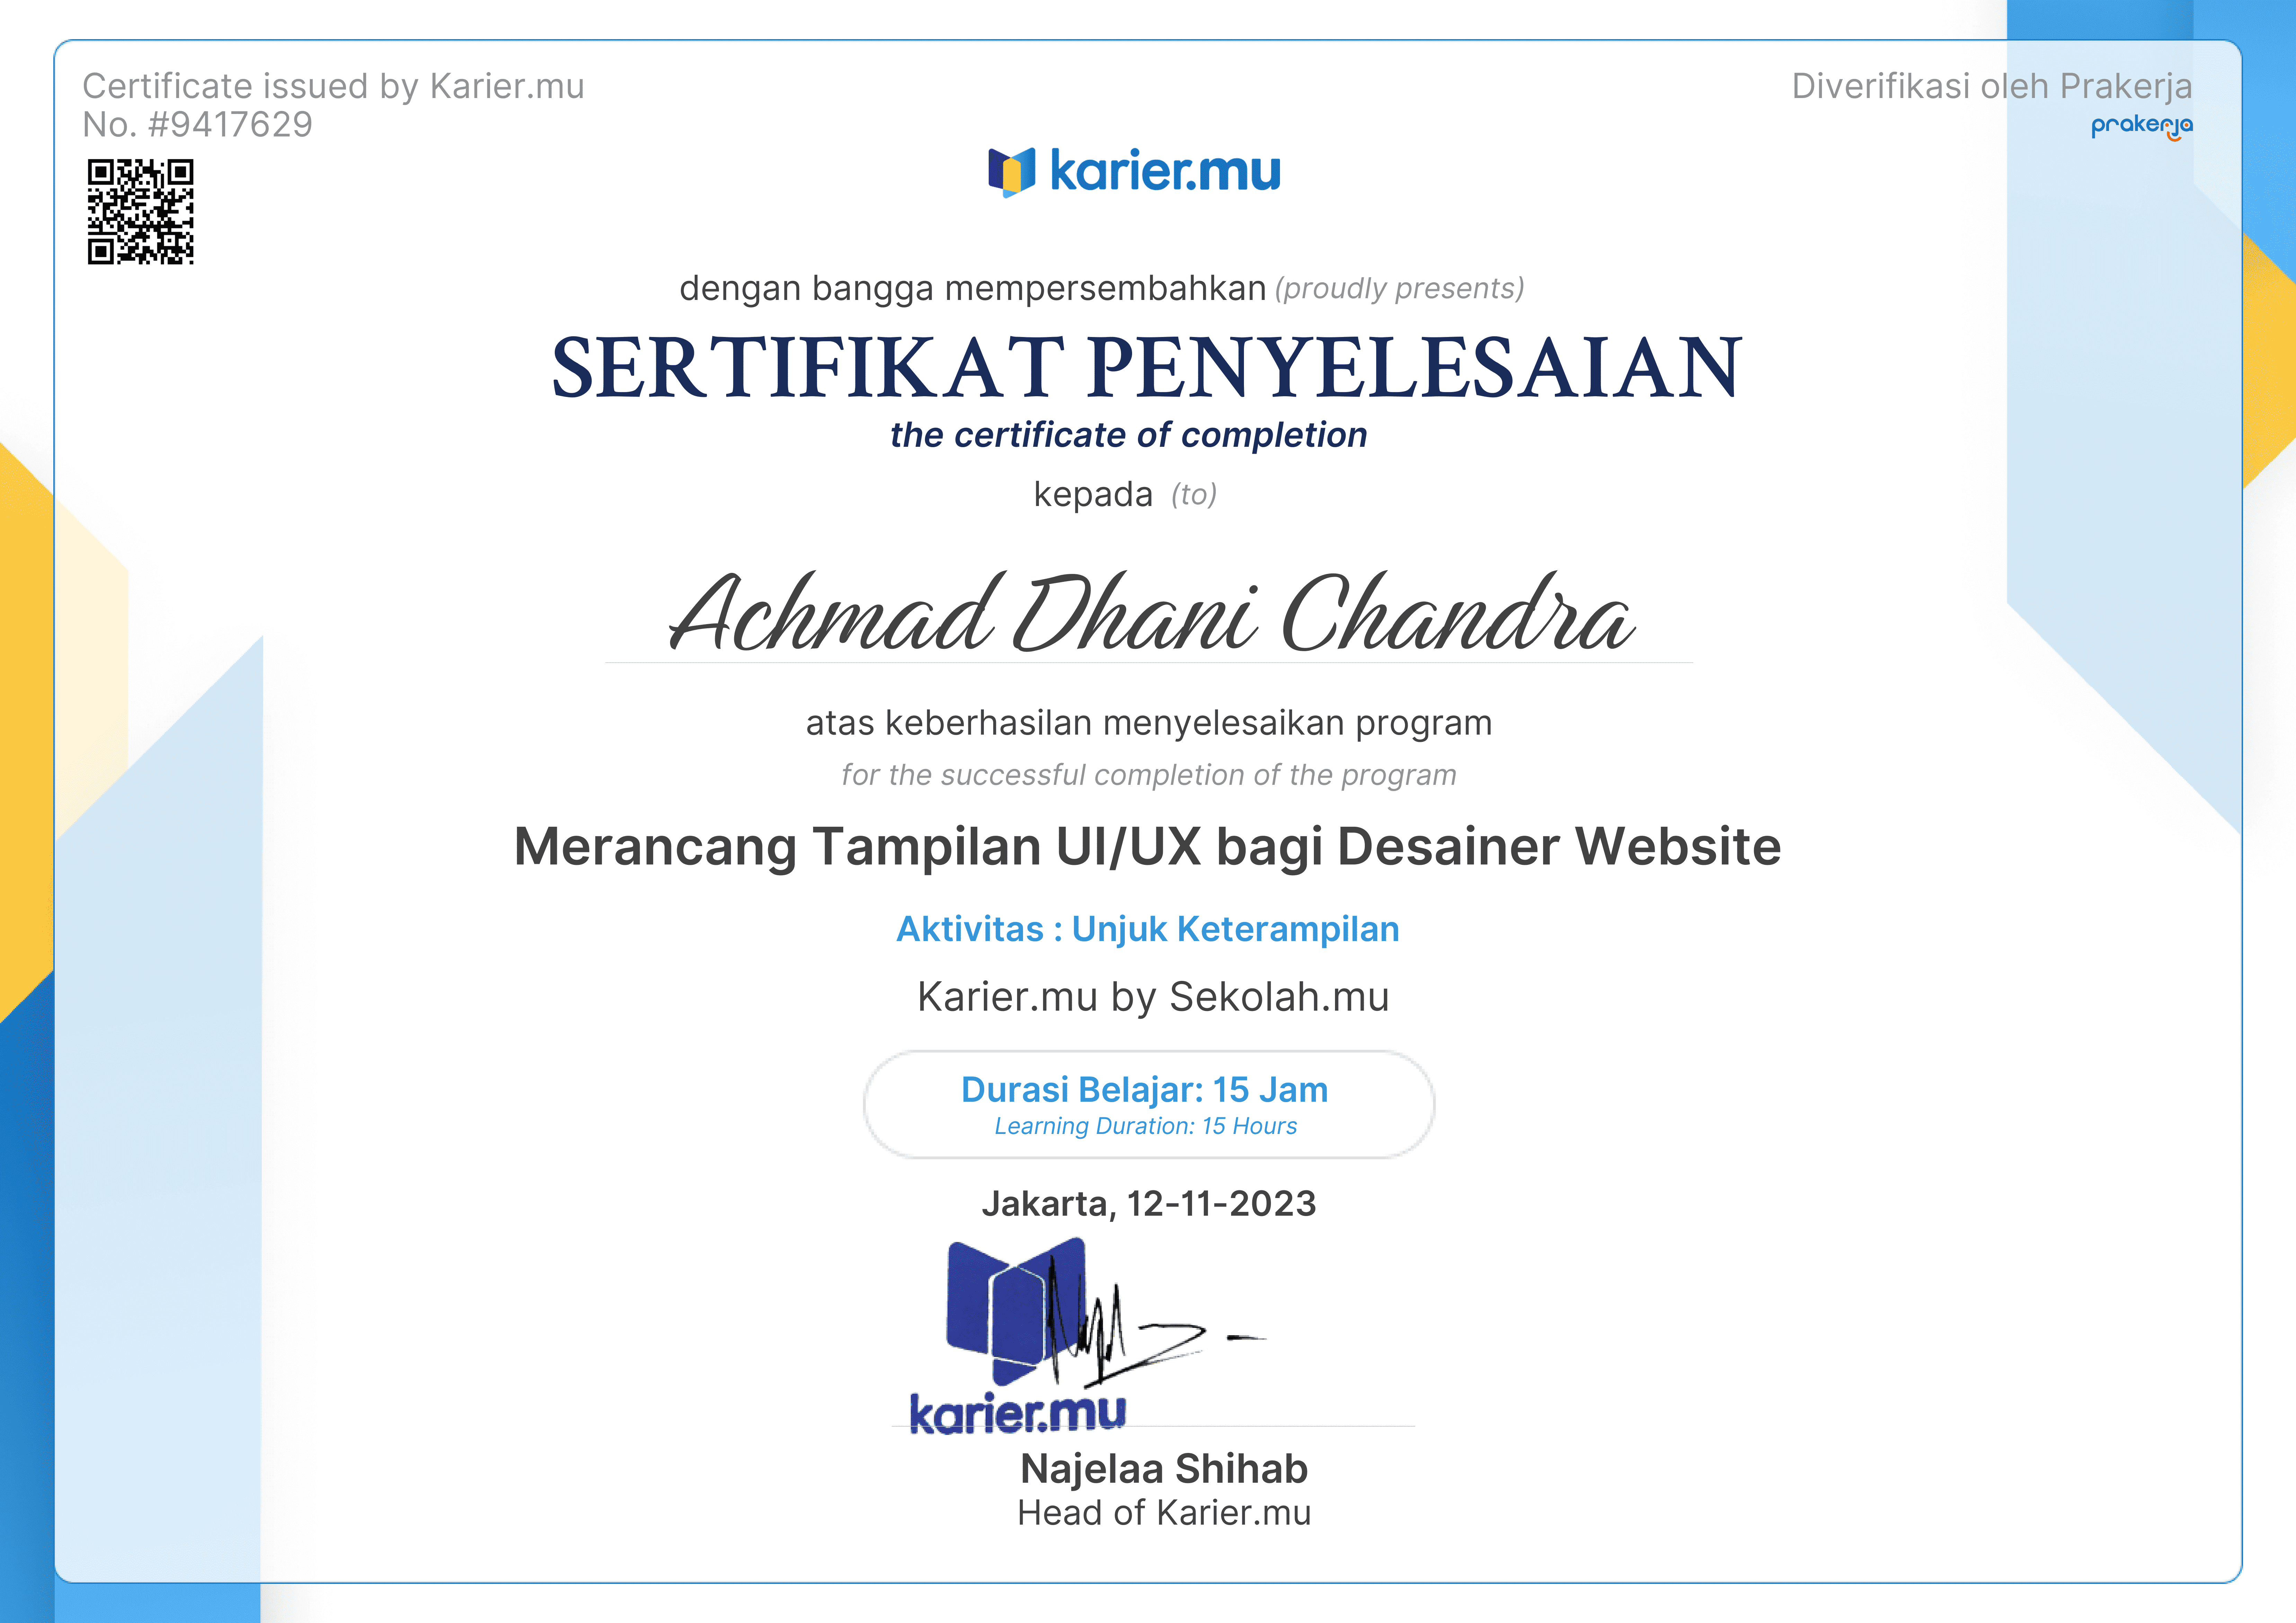 Certificate issued by Karier.mu
No. #9417629
Diverifikasi oleh Prakerja
prakerja
karier.mu
dengan bangga mempersembahkan (proudly presents)
SERTIFIKAT PENYELESAIAN
the certificate of completion
kepada (to)
Achmad Dhani Chandra
atas keberhasilan menyelesaikan program
for the successful completion of the program
Merancang Tampilan UI/UX bagi Desainer Website
Aktivitas : Unjuk Keterampilan
Karier.mu by Sekolah.mu
Durasi Belajar: 15 Jam
Learning Duration: 15 Hours
Jakarta, 12-11-2023
karier.mu
Najelaa Shihab
Head of Karier.mu